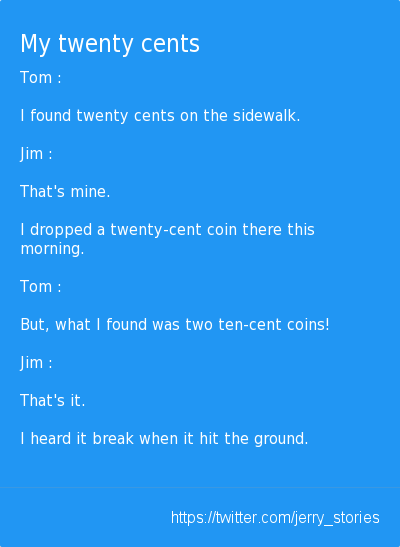 My twenty cents
Tom :
I found twenty cents on the sidewalk.
Jim :
That's mine.
I dropped a twenty-cent coin there this
morning.
Tom :
But, what I found was two ten-cent coins!
Jim :
That's it.
I heard it break when it hit the ground.
https://twitter.com/jerry_stories